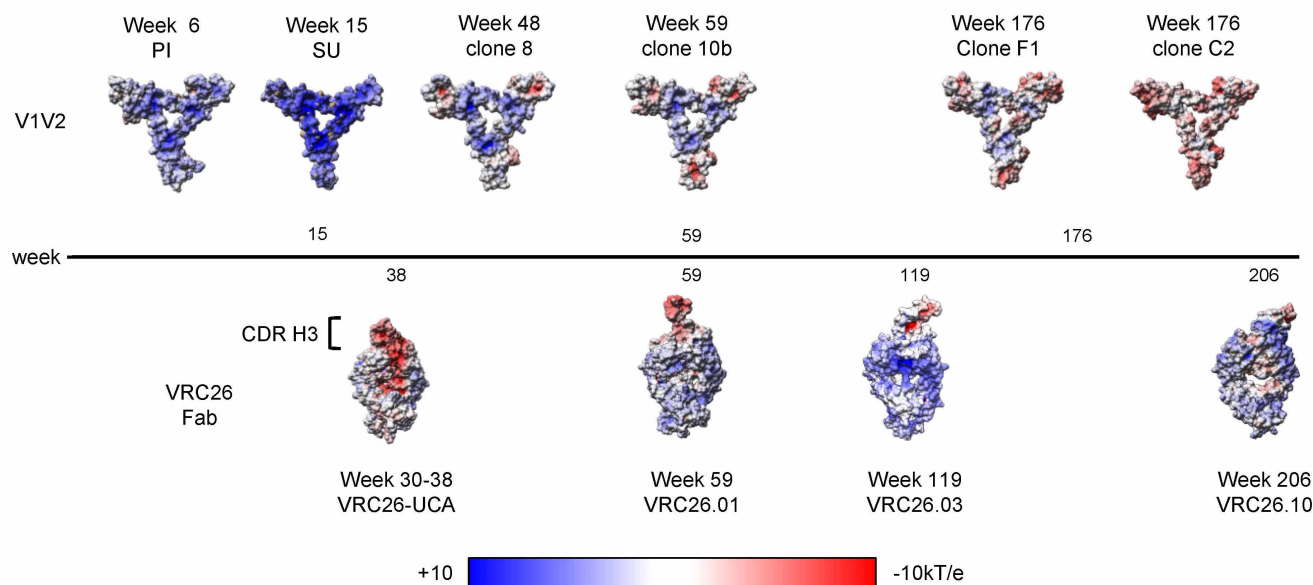 Week 6
PI
Week 15
SU
Week 48
clone 8
Week 59
clone 10b
Week 176
Clone F1
Week 176
clone C2
V1V2
15
59
176
week
38
59
119
206
CDR H3
VRC26
Fab
Week 30-38
VRC26-UCA
Week 59
VRC26.01
Week 119
VRC26.03
Week 206
VRC26.10
+10
-10kT/e